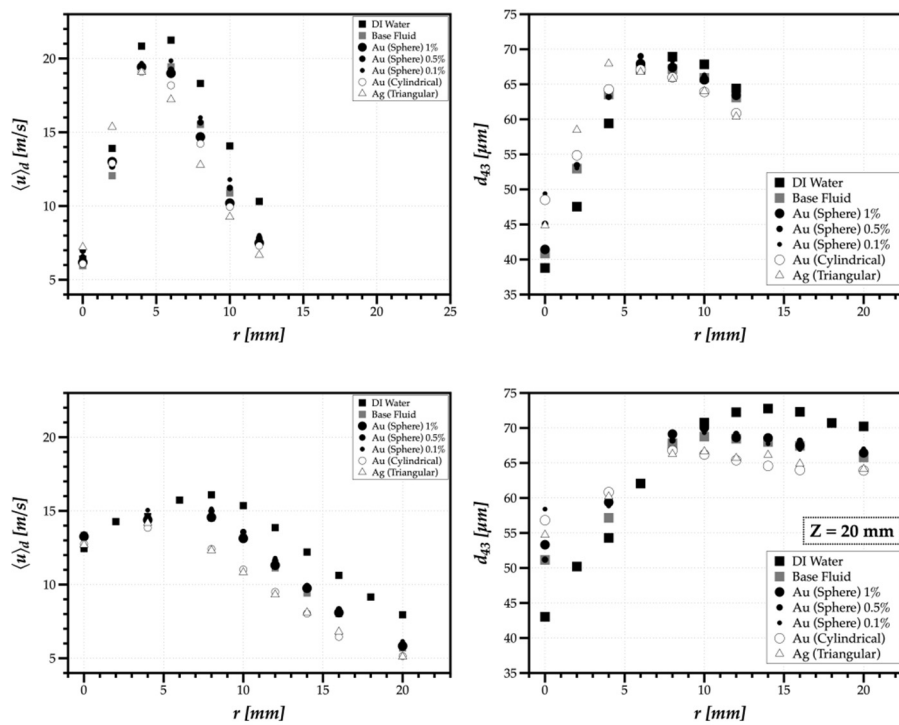 20
15
10
5
⟨u⟩d [m/s]
0 5 10 15 20 25
r [mm]
DI Water
Base Fluid
Au (Sphere) 1%
Au (Sphere) 0.5%
Au (Sphere) 0.1%
Au (Cylindrical)
Ag (Triangular)
75
70
65
60
55
50
45
40
35
d43 [μm]
0 5 10 15 20
r [mm]
DI Water
Base Fluid
Au (Sphere) 1%
Au (Sphere) 0.5%
Au (Sphere) 0.1%
Au (Cylindrical)
Ag (Triangular)
20
15
10
5
⟨u⟩d [m/s]
0 5 10 15 20
r [mm]
DI Water
Base Fluid
Au (Sphere) 1%
Au (Sphere) 0.5%
Au (Sphere) 0.1%
Au (Cylindrical)
Ag (Triangular)
75
70
65
60
55
50
45
40
35
d43 [μm]
0 5 10 15 20
r [mm]
Z = 20 mm
DI Water
Base Fluid
Au (Sphere) 1%
Au (Sphere) 0.5%
Au (Sphere) 0.1%
Au (Cylindrical)
Ag (Triangular)